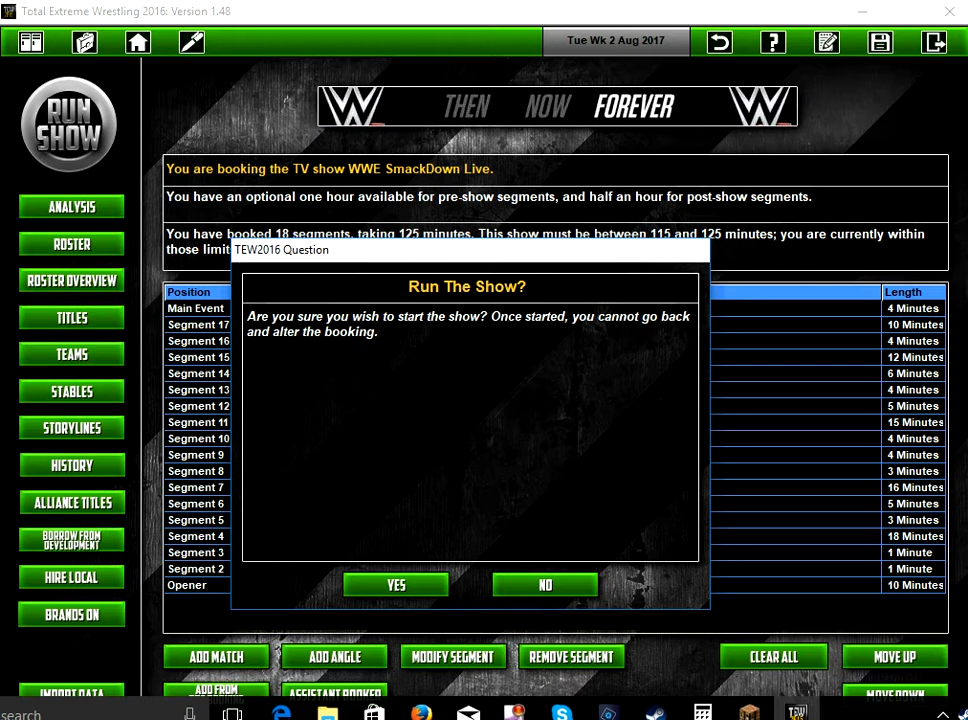 Total Extreme Wrestling 2016: Version 1.48
Tue Wk 2 Aug 2017
RUN
SHOW
THEN NOW FOREVER
You are booking the TV show WWE SmackDown Live.
You have an optional one hour available for pre-show segments, and half an hour for post-show segments.
You have booked 18 segments, taking 125 minutes. This show must be between 115 and 125 minutes; you are currently within
those limit
TEW2016 Question
Run The Show?
Are you sure you wish to start the show? Once started, you cannot go back
and alter the booking.
YES NO
ANALYSIS
ROSTER
ROSTER OVERVIEW
TITLES
TEAMS
STABLES
STORYLINES
HISTORY
ALLIANCE TITLES
BORROW FROM
DEVELOPMENT
HIRE LOCAL
BRANDS ON
IMPORT DATA
Position Length
Main Event 4 Minutes
Segment 17 10 Minutes
Segment 16 4 Minutes
Segment 15 12 Minutes
Segment 14 6 Minutes
Segment 13 4 Minutes
Segment 12 5 Minutes
Segment 11 15 Minutes
Segment 10 4 Minutes
Segment 9 4 Minutes
Segment 8 3 Minutes
Segment 7 16 Minutes
Segment 6 5 Minutes
Segment 5 3 Minutes
Segment 4 18 Minutes
Segment 3 1 Minute
Segment 2 1 Minute
Opener 10 Minutes
ADD MATCH ADD ANGLE MODIFY SEGMENT REMOVE SEGMENT CLEAR ALL MOVE UP
ADD FROM ASSISTANT BOOKER MOVE DOWN
search
TEW